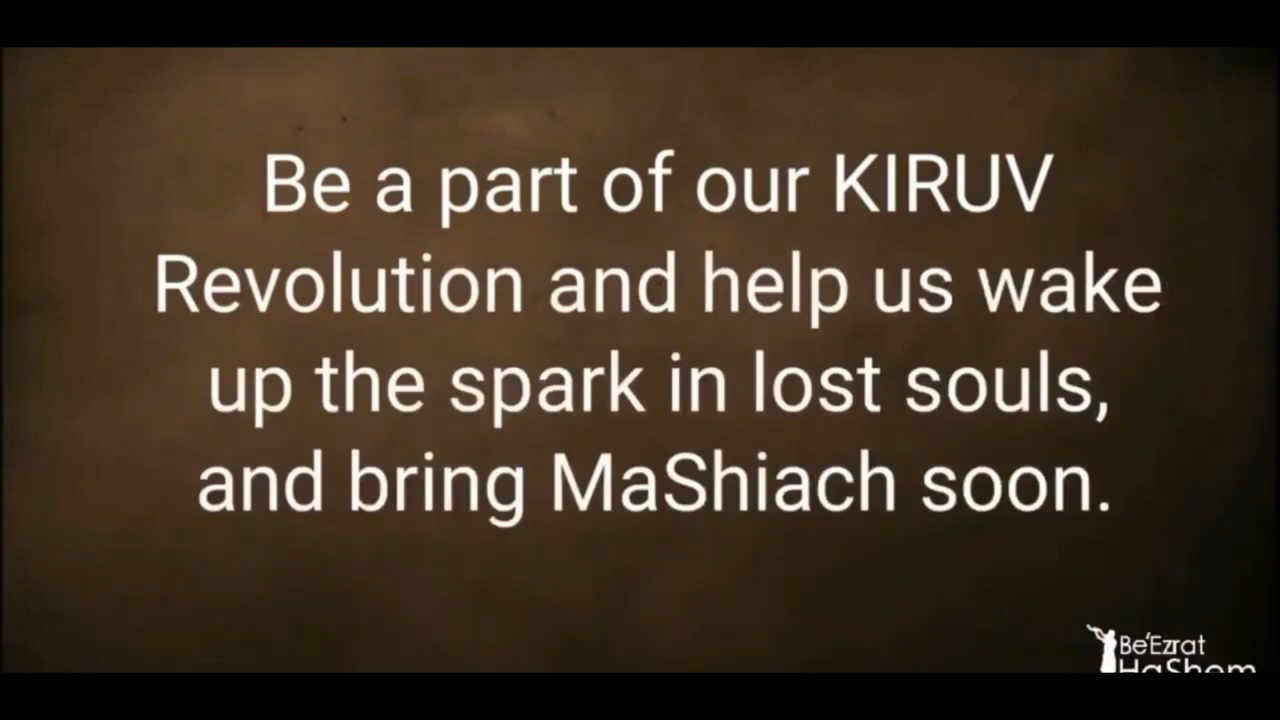 Be a part of our KIRUV
Revolution and help us wake
up the spark in lost souls,
and bring MaShiach soon.
Be'Ezrat
HaShem